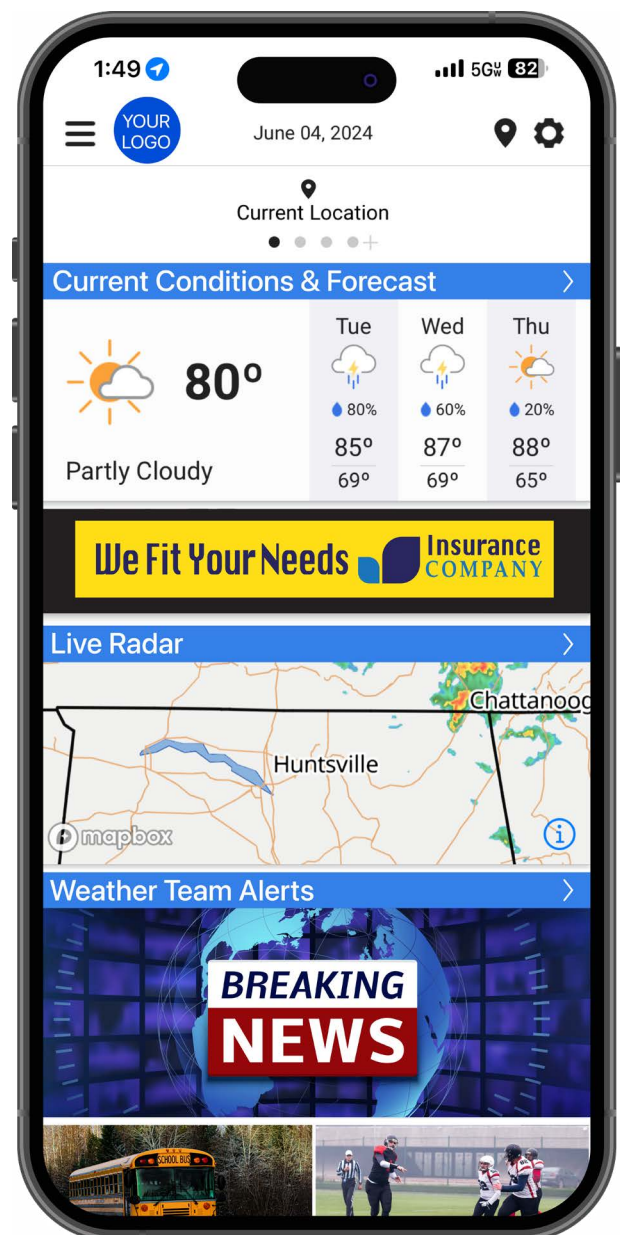 1:49
5GW 82
YOUR
LOGO
June 04, 2024
Current Location
Current Conditions & Forecast
80º
Partly Cloudy
Tue Wed Thu
80% 60% 20%
85º 87º 88º
69º 69º 65º
We Fit Your Needs
Insurance
COMPANY
Live Radar
Chattanoog
Huntsville
mapbox
Weather Team Alerts
BREAKING
NEWS
SCHOOL BUS